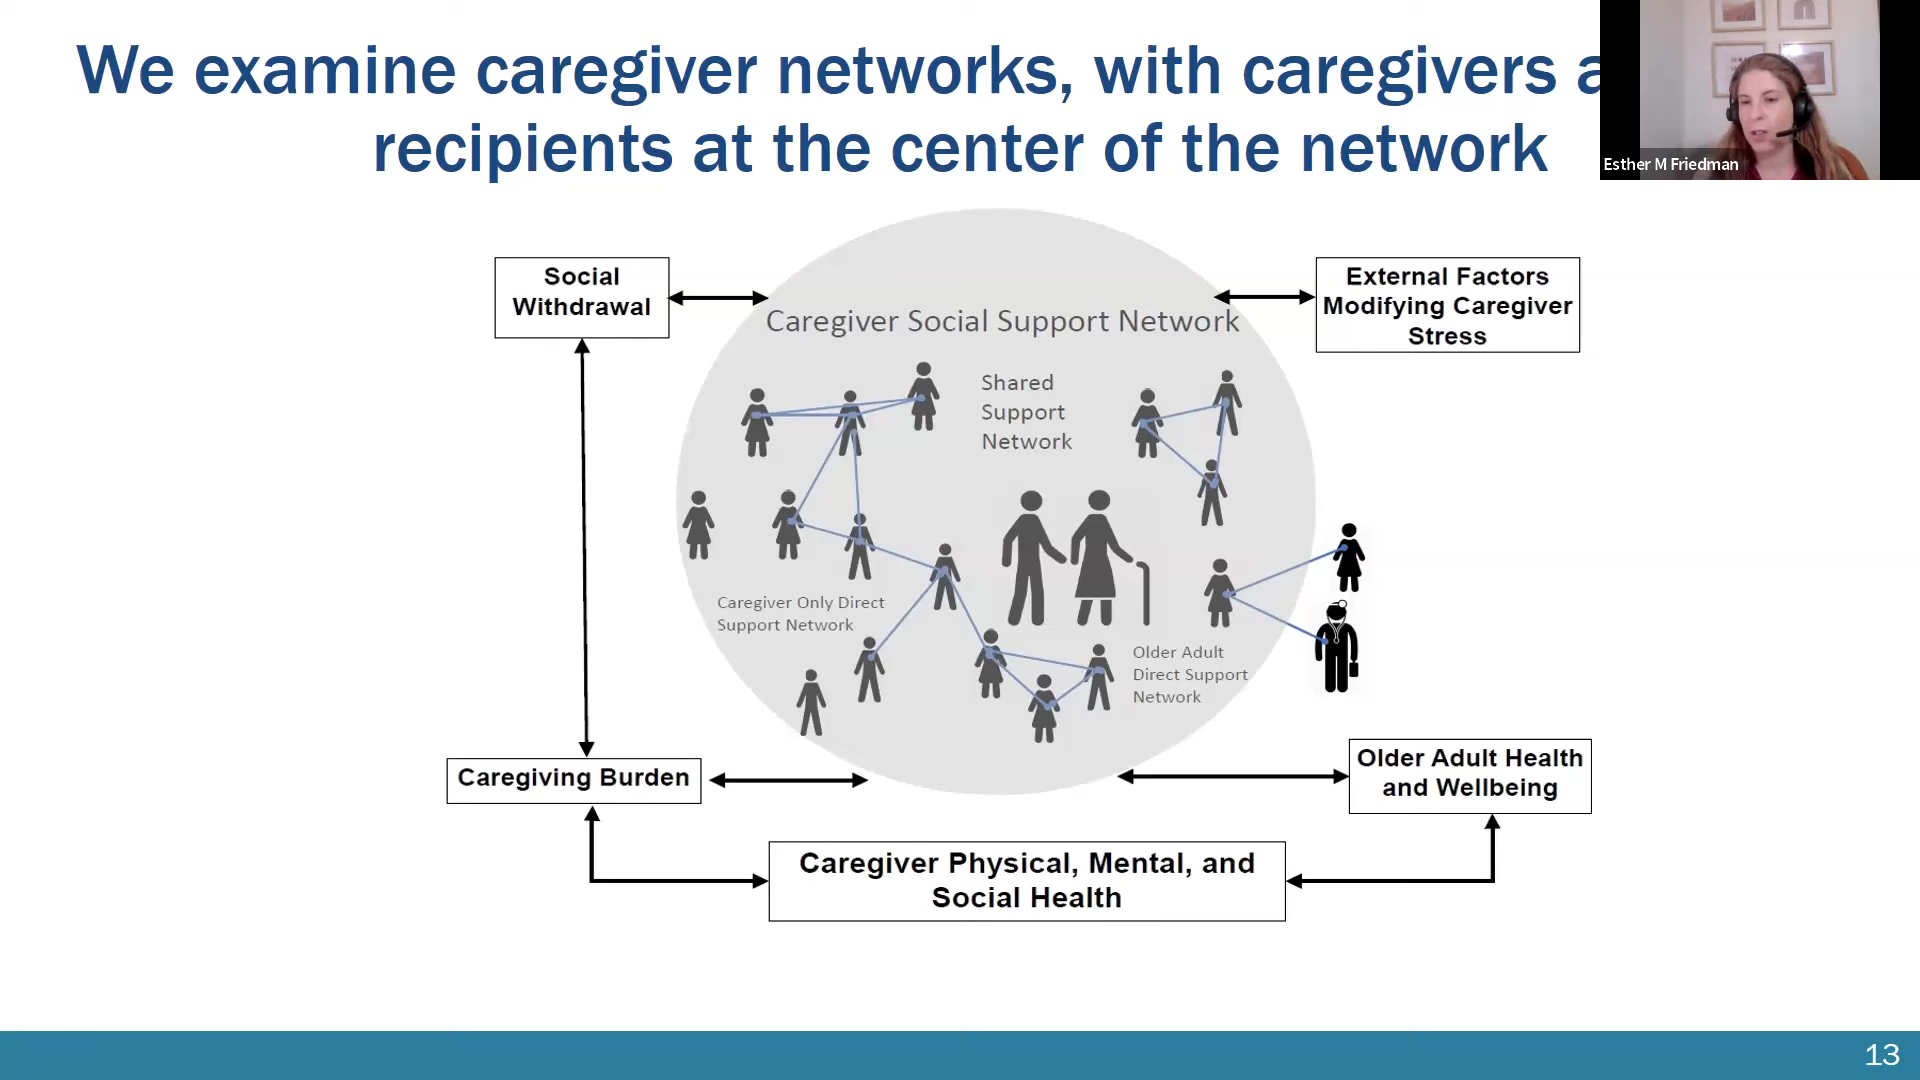 We examine caregiver networks, with caregivers
recipients at the center of the network
Esther M Friedman
Social
Withdrawal
External Factors
Modifying Caregiver
Stress
Caregiver Social Support Network
Shared
Support
Network
Caregiver Only Direct
Support Network
Older Adult
Direct Support
Network
Caregiving Burden
Older Adult Health
and Wellbeing
Caregiver Physical, Mental, and
Social Health
13